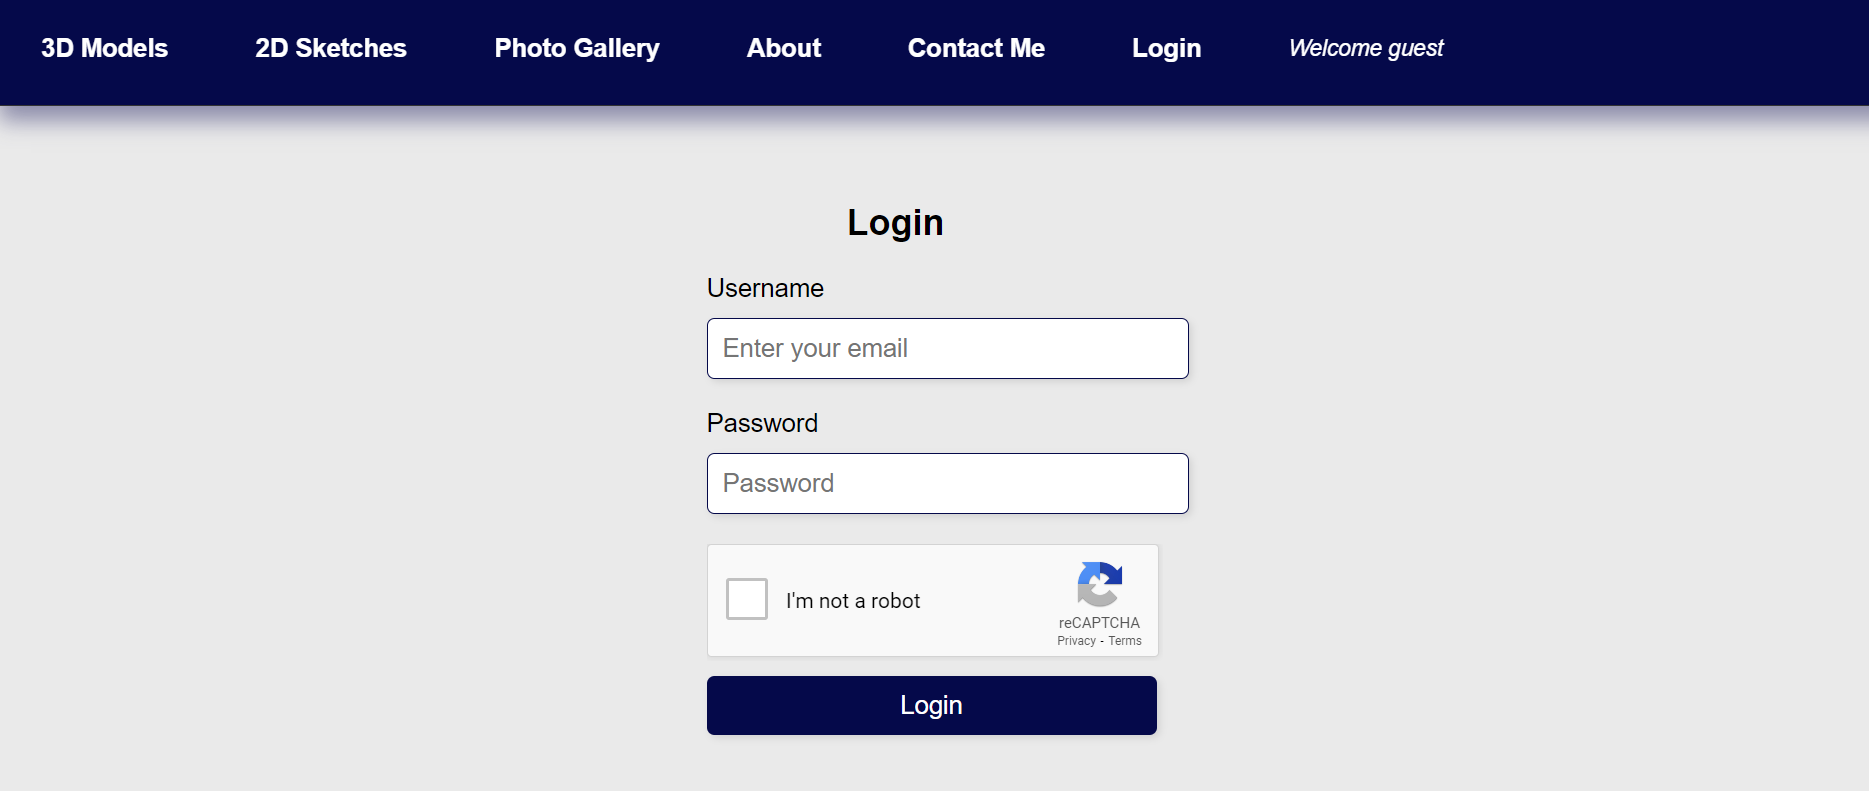 3D Models 2D Sketches Photo Gallery About Contact Me Login Welcome guest
Login
Username
Enter your email
Password
Password
I'm not a robot
reCAPTCHA
Privacy - Terms
Login